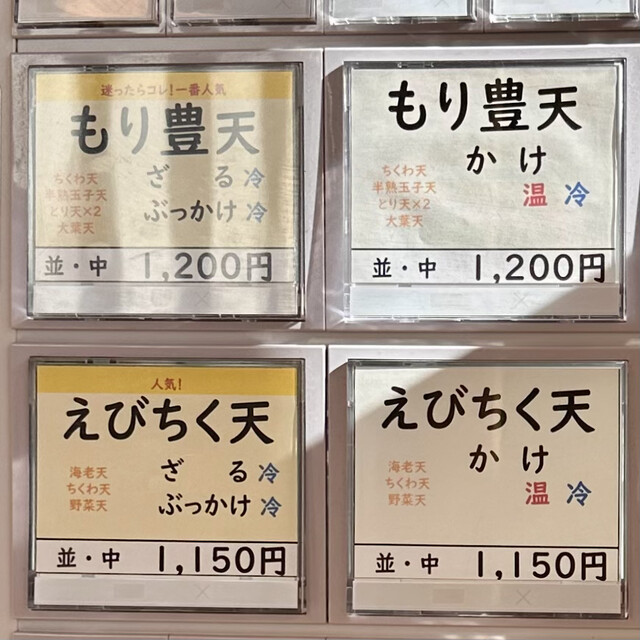 迷ったらコレ!一番人気
もり豊天
ちくわ天
半熟玉子天
とり天×2
大葉天
ざる冷
ぶっかけ冷
並・中 1,200円
もり豊天
かけ
ちくわ天
半熟玉子天
とり天×2
大葉天
温 冷
並・中 1,200円
人気!
えびちく天
海老天
ちくわ天
野菜天
ざる冷
ぶっかけ冷
並・中 1,150円
えびちく天
かけ
海老天
ちくわ天
野菜天
温 冷
並・中 1,150円